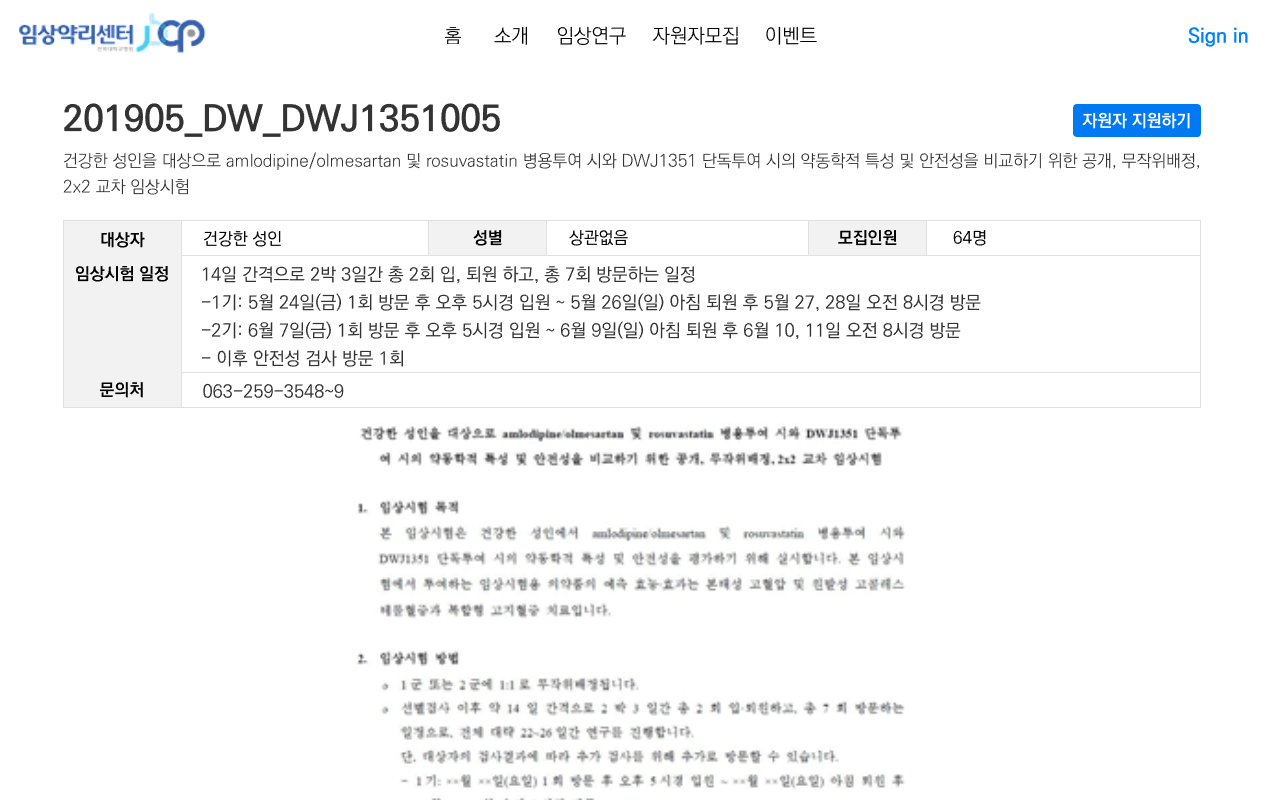 임상약리센터
전북대학교병원
홈
소개
임상연구
자원자모집
이벤트
Sign in
201905_DW_DWJ1351005
자원자 지원하기
건강한 성인을 대상으로 amlodipine/olmesartan 및 rosuvastatin 병용투여 시와 DWJ1351 단독투여 시의 약동학적 특성 및 안전성을 비교하기 위한 공개, 무작위배정,
2x2 교차 임상시험
대상자 건강한 성인 성별 상관없음 모집인원 64명
임상시험 일정 14일 간격으로 2박 3일간 총 2회 입, 퇴원 하고, 총 7회 방문하는 일정
-1기: 5월 24일(금) 1회 방문 후 오후 5시경 입원 ~ 5월 26일(일) 아침 퇴원 후 5월 27, 28일 오전 8시경 방문
-2기: 6월 7일(금) 1회 방문 후 오후 5시경 입원 ~ 6월 9일(일) 아침 퇴원 후 6월 10, 11일 오전 8시경 방문
- 이후 안전성 검사 방문 1회
문의처 063-259-3548~9
건강한 성인을 대상으로 amlodipine/olmesartan 및 rosuvastatin 병용투여 시와 DWJ1351 단독투
여 시의 약동학적 특성 및 안전성을 비교하기 위한 공개, 무작위배정, 2x2 교차 임상시험
1. 임상시험 목적
본 임상시험은 건강한 성인에서 amlodipine/olmesartan 및 rosuvastatin 병용투여 시와
DWJ1351 단독투여 시의 약동학적 특성 및 안전성을 평가하기 위해 실시합니다. 본 임상시
험에서 투여하는 임상시험용 의약품의 예측 효능·효과는 본태성 고혈압 및 원발성 고콜레스
테롤혈증과 복합형 고지혈증 치료입니다.
2. 임상시험 방법
o 1 군 또는 2 군에 1:1 로 무작위배정됩니다.
o 선별검사 이후 약 14 일 간격으로 2 박 3 일간 총 2 회 입·퇴원하고, 총 7 회 방문하는
일정으로, 전체 대략 22~26 일간 연구를 진행합니다.
단, 대상자의 검사결과에 따라 추가 검사를 위해 추가로 방문할 수 있습니다.
- 1 기: ××월 ××일(요일) 1 회 방문 후 오후 5 시경 입원 ~ ××월 ××일(요일) 아침 퇴원 후